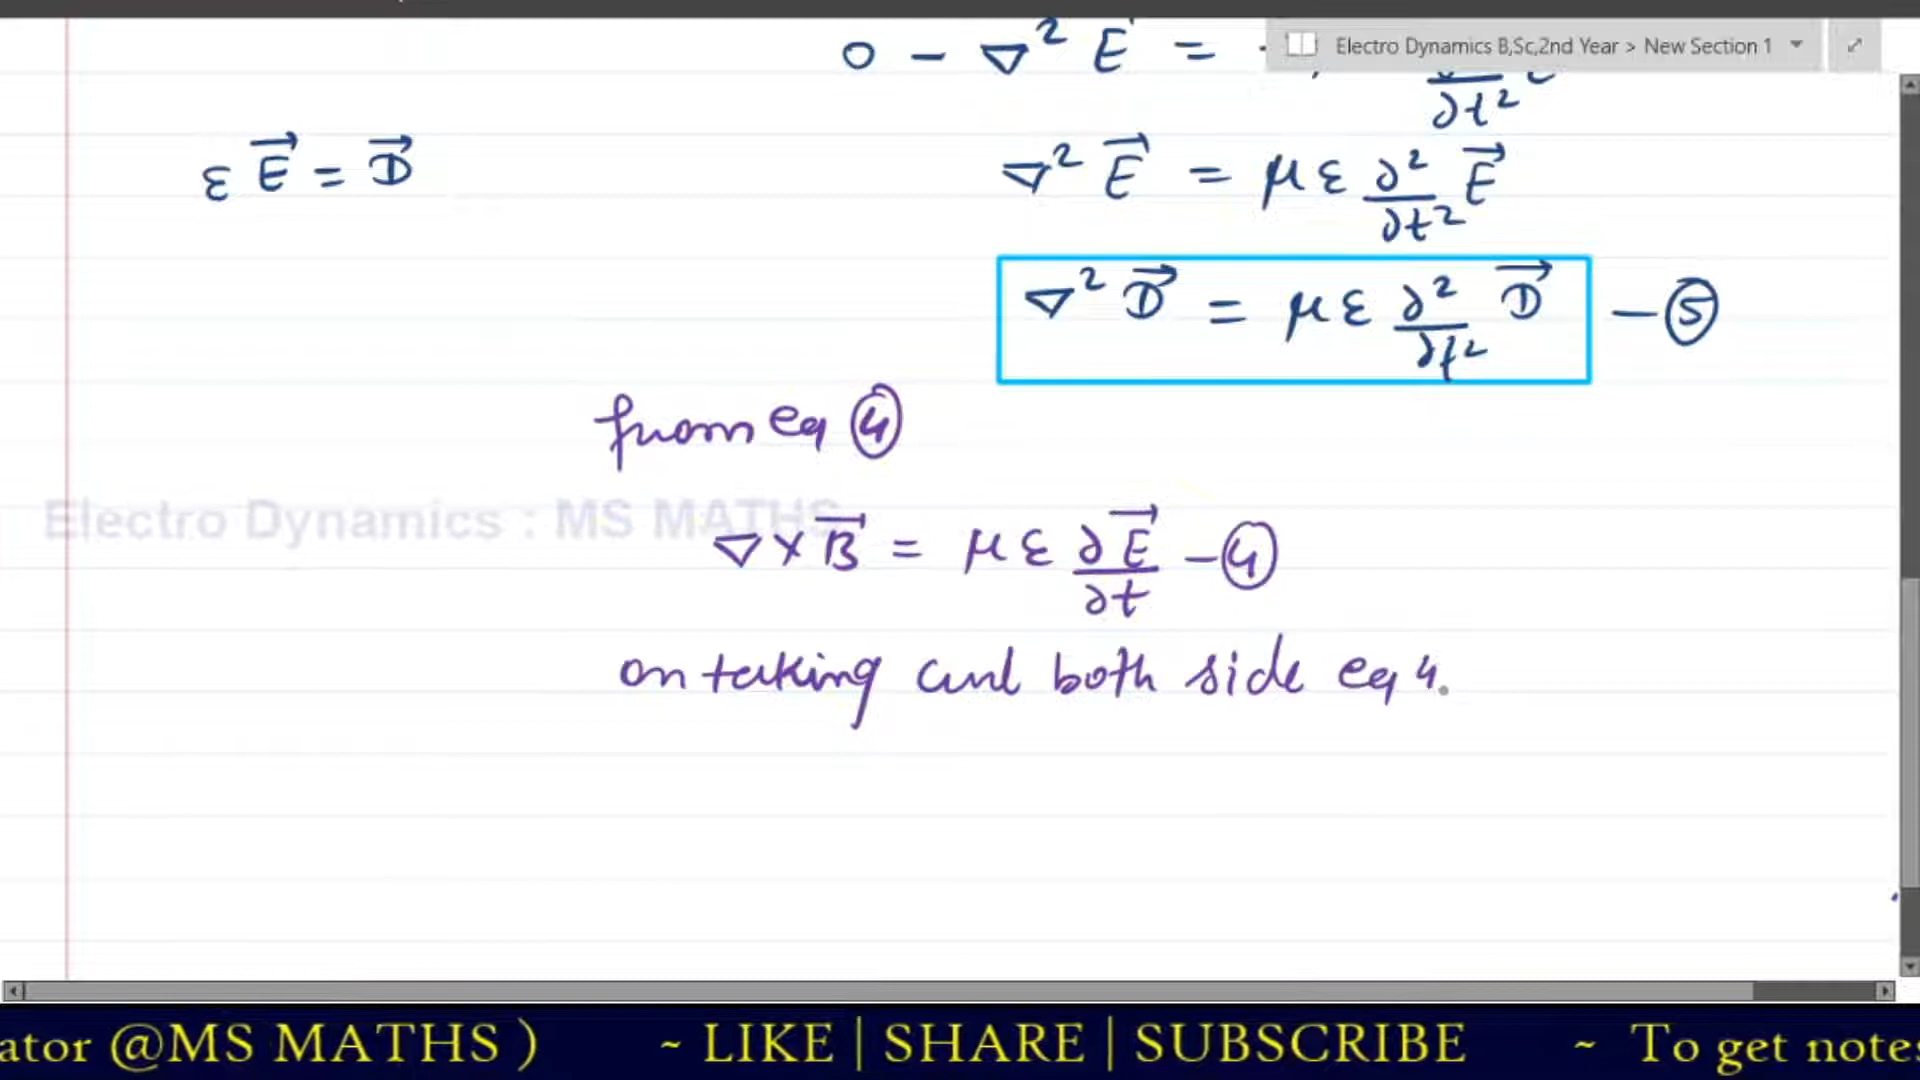 0 - ∇² E =
∂t²
Electro Dynamics B,Sc,2nd Year > New Section 1
ε E⃗ = D⃗
∇² E⃗ = με ∂²/∂t² E⃗
∇² D⃗ = με ∂²/∂t² D⃗ - ⑤
from eq ④
Electro Dynamics : MS MATHS
∇ × B⃗ = με ∂E⃗/∂t - ④
on taking curl both side eq 4.
ator @MS MATHS ) ~ LIKE | SHARE | SUBSCRIBE ~ To get notes